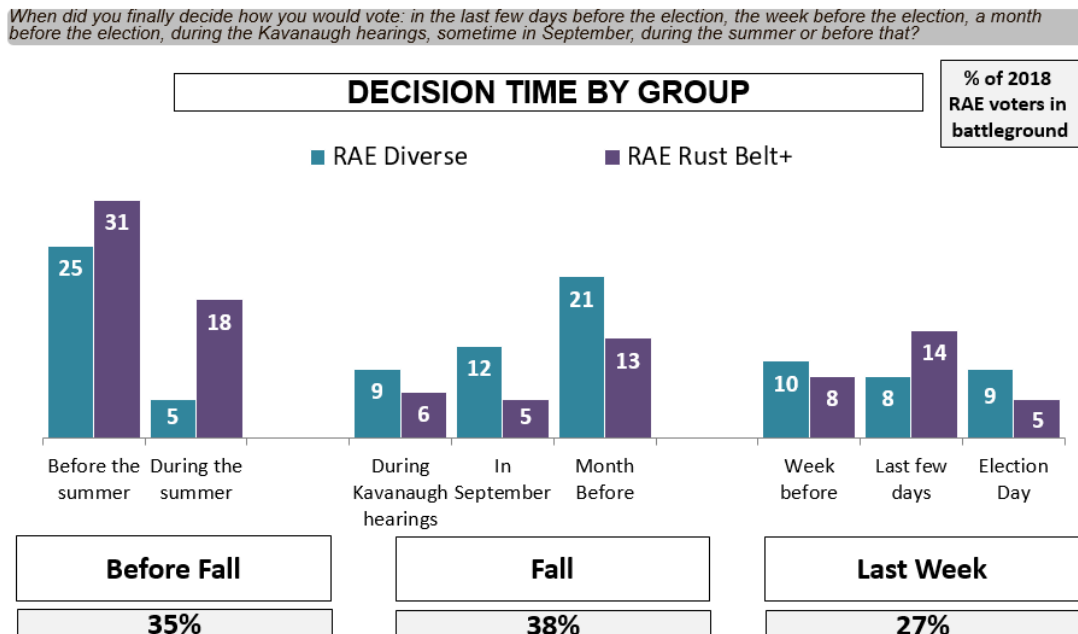 When did you finally decide how you would vote: in the last few days before the election, the week before the election, a month
before the election, during the Kavanaugh hearings, sometime in September, during the summer or before that?
DECISION TIME BY GROUP
% of 2018
RAE voters in
battleground
RAE Diverse
RAE Rust Belt+
25
31
5
18
9
6
12
5
21
13
10
8
8
14
9
5
Before the
summer
During the
summer
During
Kavanaugh
hearings
In
September
Month
Before
Week
before
Last few
days
Election
Day
Before Fall
Fall
Last Week
35%
38%
27%